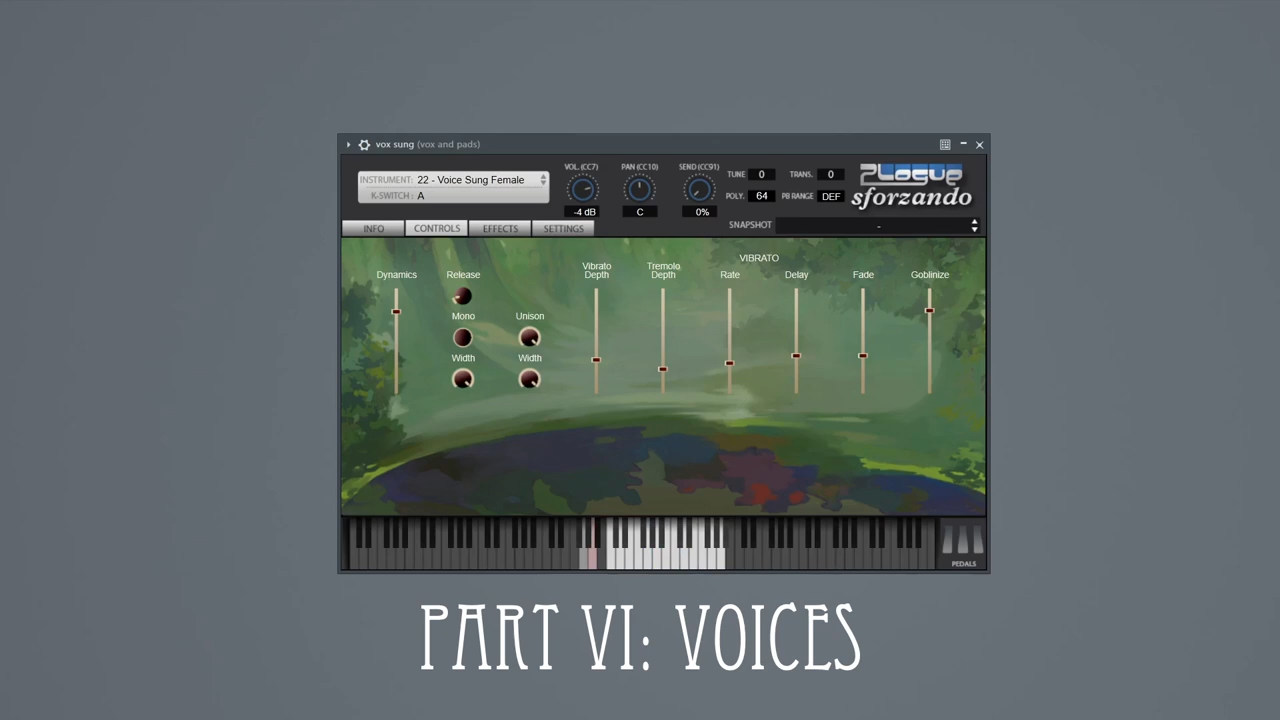 vox sung (vox and pads)
VOL. (CC7) PAN (CC10) SEND (CC91)
INSTRUMENT: 22 - Voice Sung Female
K-SWITCH : A
-4 dB C 0%
TUNE 0 TRANS. 0
POLY. 64 PB RANGE DEF
Plogue
sforzando
SNAPSHOT -
INFO CONTROLS EFFECTS SETTINGS
VIBRATO
Dynamics Release Vibrato Depth Tremolo Depth Rate Delay Fade Goblinize
Mono Unison
Width Width
PEDALS
PART VI: VOICES